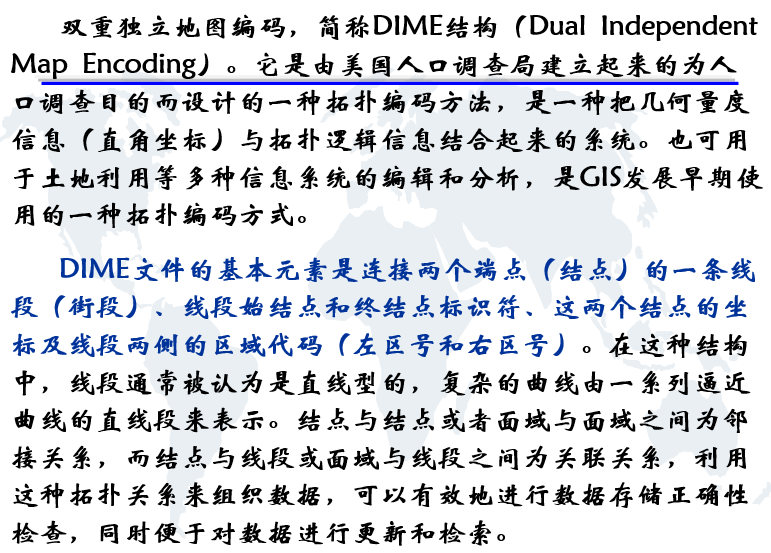 双重独立地图编码，简称DIME结构（Dual Independent
Map Encoding）。它是由美国人口调查局建立起来的为人
口调查目的而设计的一种拓扑编码方法，是一种把几何量度
信息（直角坐标）与拓扑逻辑信息结合起来的系统。也可用
于土地利用等多种信息系统的编辑和分析，是GIS发展早期使
用的一种拓扑编码方式。
DIME文件的基本元素是连接两个端点（结点）的一条线
段（街段）、线段始结点和终结点标识符、这两个结点的坐
标及线段两侧的区域代码（左区号和右区号）。在这种结构
中，线段通常被认为是直线型的，复杂的曲线由一系列逼近
曲线的直线段来表示。结点与结点或者面域与面域之间为邻
接关系，而结点与线段或面域与线段之间为关联关系，利用
这种拓扑关系来组织数据，可以有效地进行数据存储正确性
检查，同时便于对数据进行更新和检索。